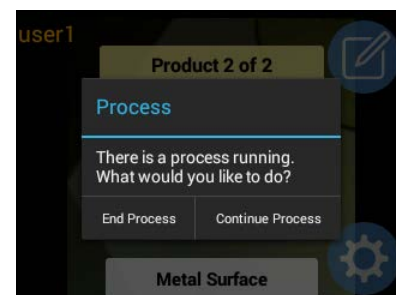 user1
Product 2 of 2
Process
There is a process running.
What would you like to do?
End Process
Continue Process
Metal Surface